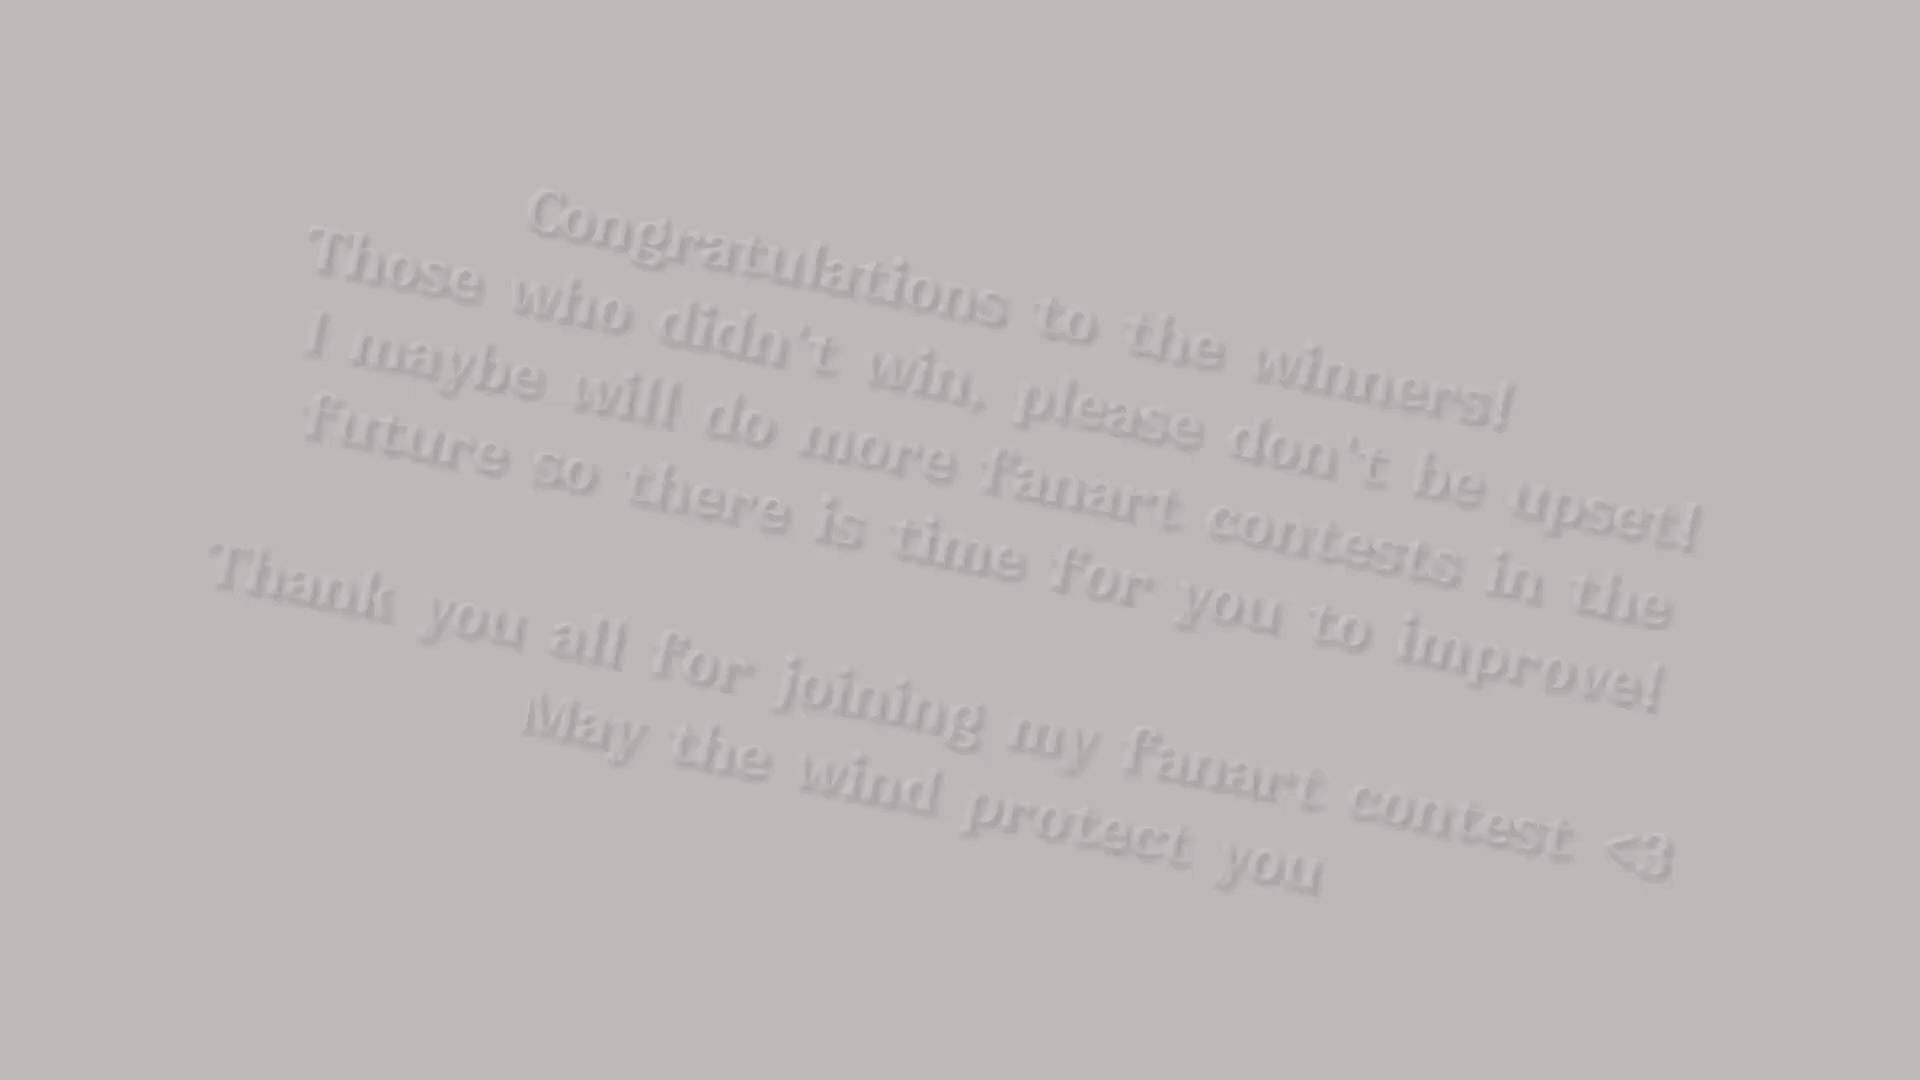 Congratulations to the winners!
Those who didn't win, please don't be upset!
I maybe will do more fanart contests in the
future so there is time for you to improve!
Thank you all for joining my fanart contest <3
May the wind protect you